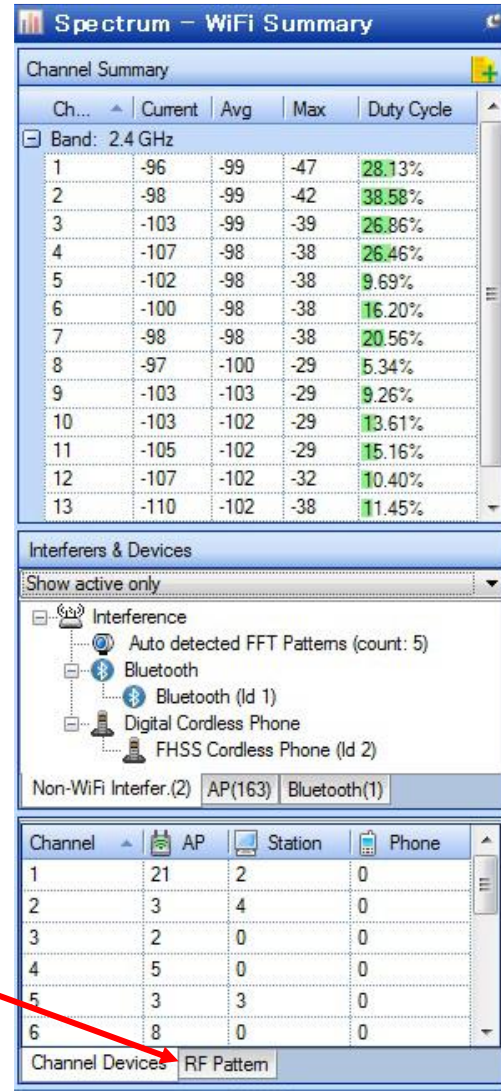 Spectrum – WiFi Summary
Channel Summary
Ch... Current Avg Max Duty Cycle
Band: 2.4 GHz
1 -96 -99 -47 28.13%
2 -98 -99 -42 38.58%
3 -103 -99 -39 26.86%
4 -107 -98 -38 26.46%
5 -102 -98 -38 9.69%
6 -100 -98 -38 16.20%
7 -98 -98 -38 20.56%
8 -97 -100 -29 5.34%
9 -103 -103 -29 9.26%
10 -103 -102 -29 13.61%
11 -105 -102 -29 15.16%
12 -107 -102 -32 10.40%
13 -110 -102 -38 11.45%
Interferers & Devices
Show active only
Interference
Auto detected FFT Patterns (count: 5)
Bluetooth
Bluetooth (Id 1)
Digital Cordless Phone
FHSS Cordless Phone (Id 2)
Non-WiFi Interfer.(2) AP(163) Bluetooth(1)
Channel AP Station Phone
1 21 2 0
2 3 4 0
3 2 0 0
4 5 0 0
5 3 3 0
6 8 0 0
Channel Devices RF Pattern